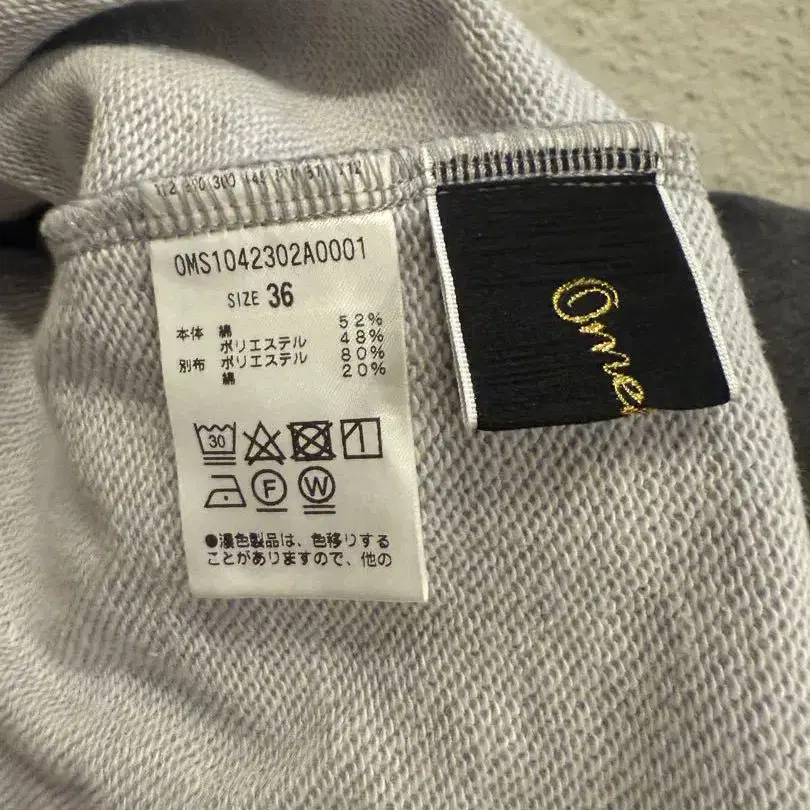 0MS1042302A0001
SIZE 36
本体 綿 52%
ポリエステル 48%
別布 ポリエステル 80%
綿 20%
30
F W
●濃色製品は、色移りする
ことがありますので、他の
Ome